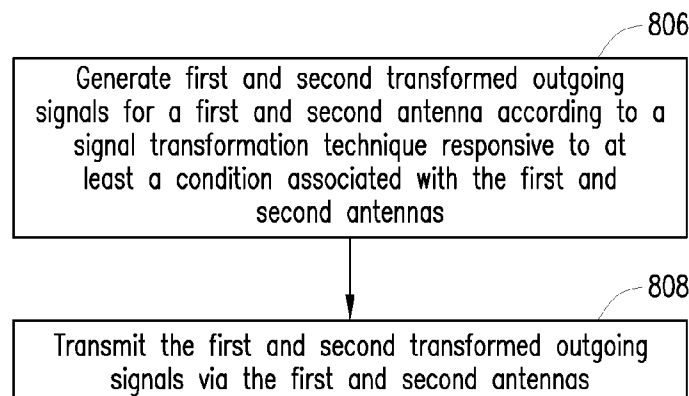 806
Generate first and second transformed outgoing
signals for a first and second antenna according to a
signal transformation technique responsive to at
least a condition associated with the first and
second antennas
808
Transmit the first and second transformed outgoing
signals via the first and second antennas